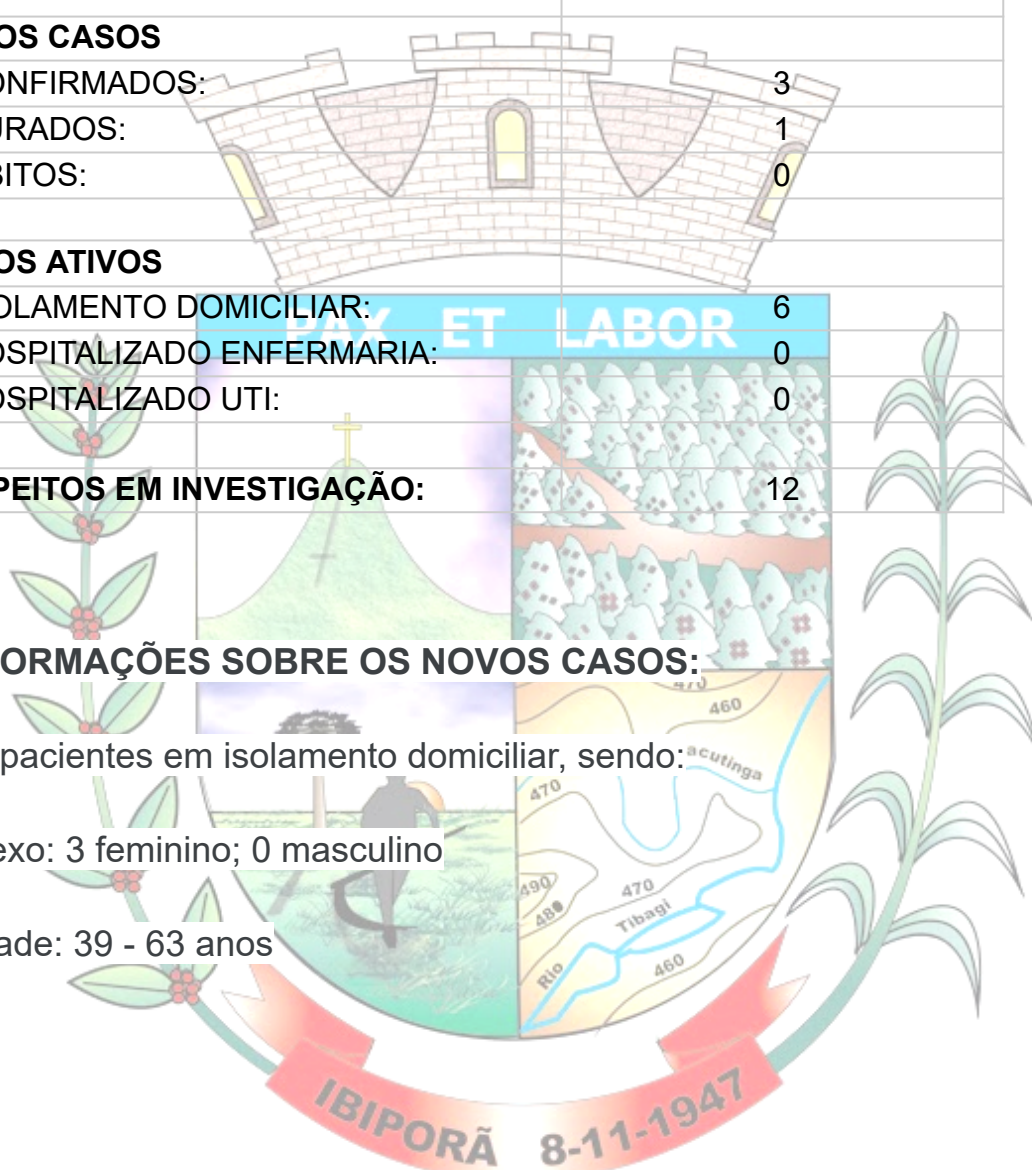 OS CASOS
ONFIRMADOS: 3
URADOS: 1
BITOS: 0
OS ATIVOS
OLAMENTO DOMICILIAR: 6
OSPITALIZADO ENFERMARIA: 0
OSPITALIZADO UTI: 0
PEITOS EM INVESTIGAÇÃO: 12
PAX ET LABOR
ORMAÇÕES SOBRE OS NOVOS CASOS:
pacientes em isolamento domiciliar, sendo:
exo: 3 feminino; 0 masculino
ade: 39 - 63 anos
470
460
acutinga
470
490
480
470
Rio Tibagi
460
IBIPORÃ 8-11-1947